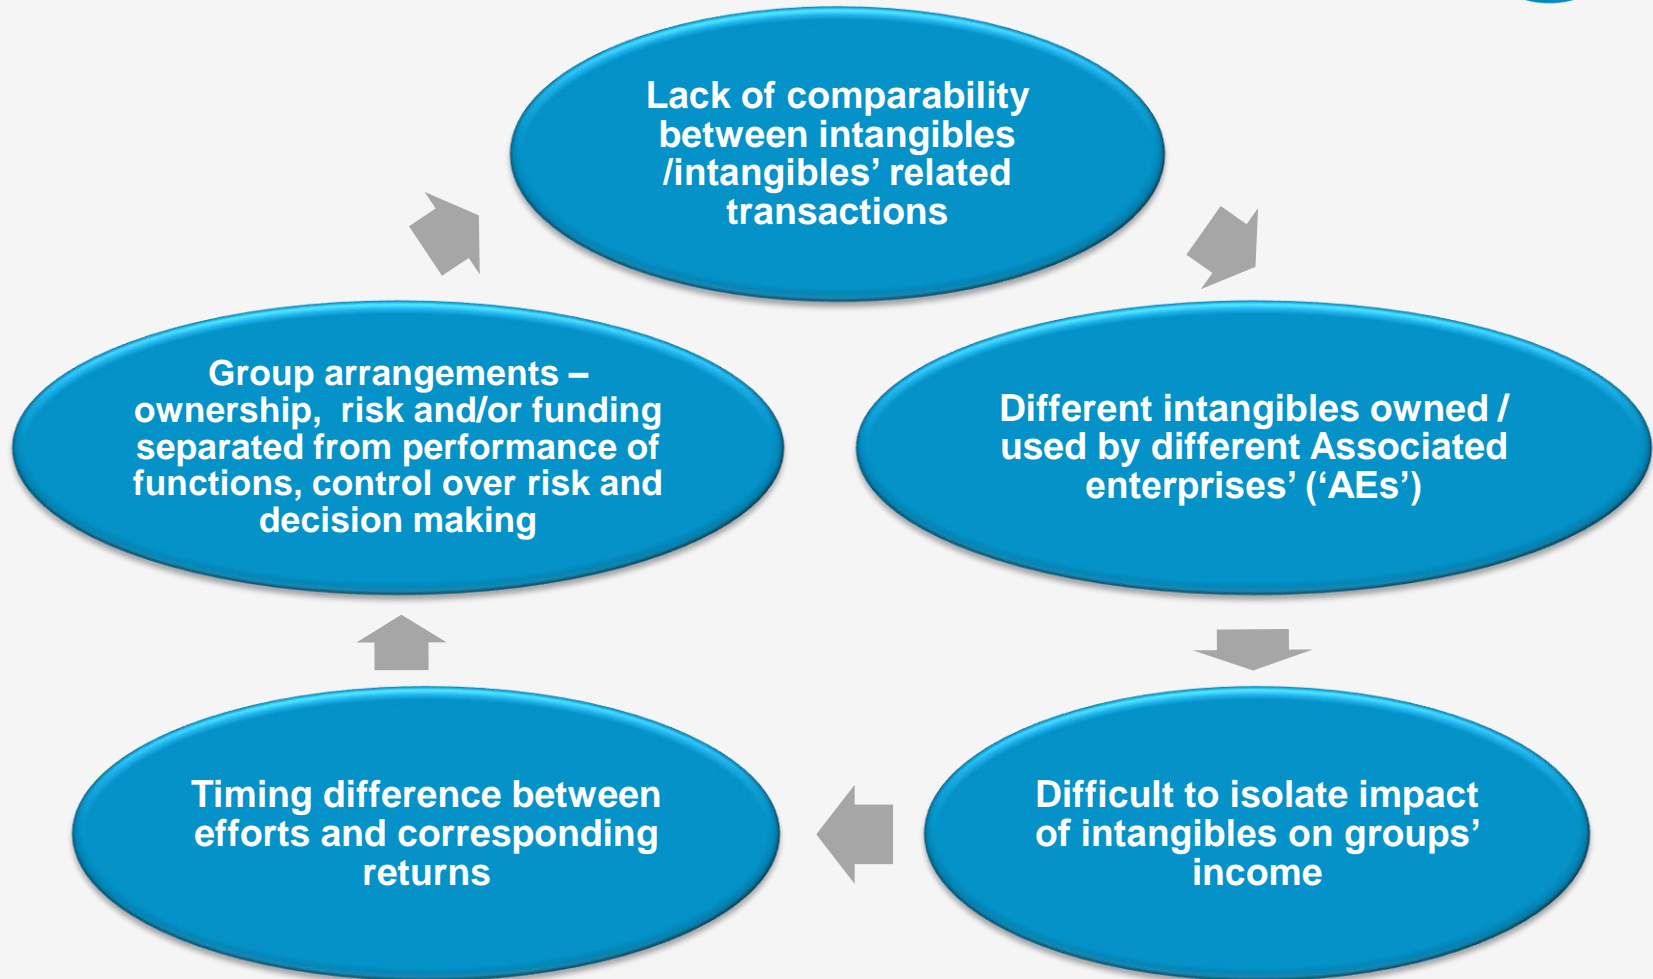 Lack of comparability
between intangibles
/intangibles’ related
transactions
Different intangibles owned /
used by different Associated
enterprises’ (‘AEs’)
Difficult to isolate impact
of intangibles on groups’
income
Timing difference between
efforts and corresponding
returns
Group arrangements –
ownership, risk and/or funding
separated from performance of
functions, control over risk and
decision making